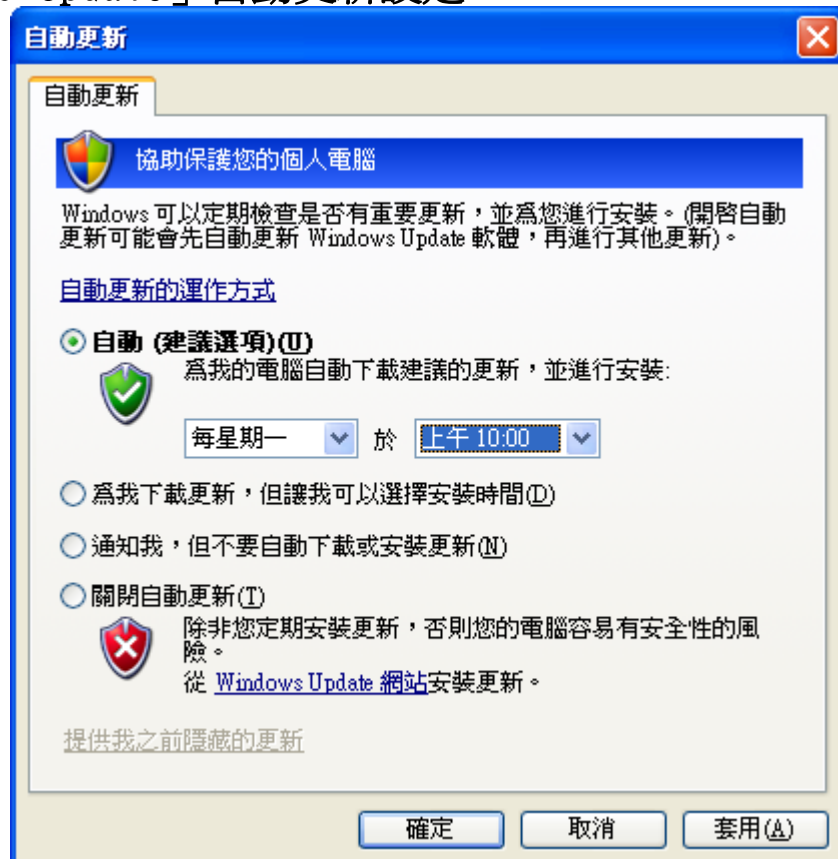 Update」自動更新設定
自動更新
自動更新
協助保護您的個人電腦
Windows 可以定期檢查是否有重要更新，並為您進行安裝。(開啓自動
更新可能會先自動更新 Windows Update 軟體，再進行其他更新)。
自動更新的運作方式
自動 (建議選項)(U)
為我的電腦自動下載建議的更新，並進行安裝:
每星期一 於 上午 10:00
為我下載更新，但讓我可以選擇安裝時間(D)
通知我，但不要自動下載或安裝更新(N)
關閉自動更新(T)
除非您定期安裝更新，否則您的電腦容易有安全性的風
險。
從 Windows Update 網站安裝更新。
提供我之前隱藏的更新
確定 取消 套用(A)